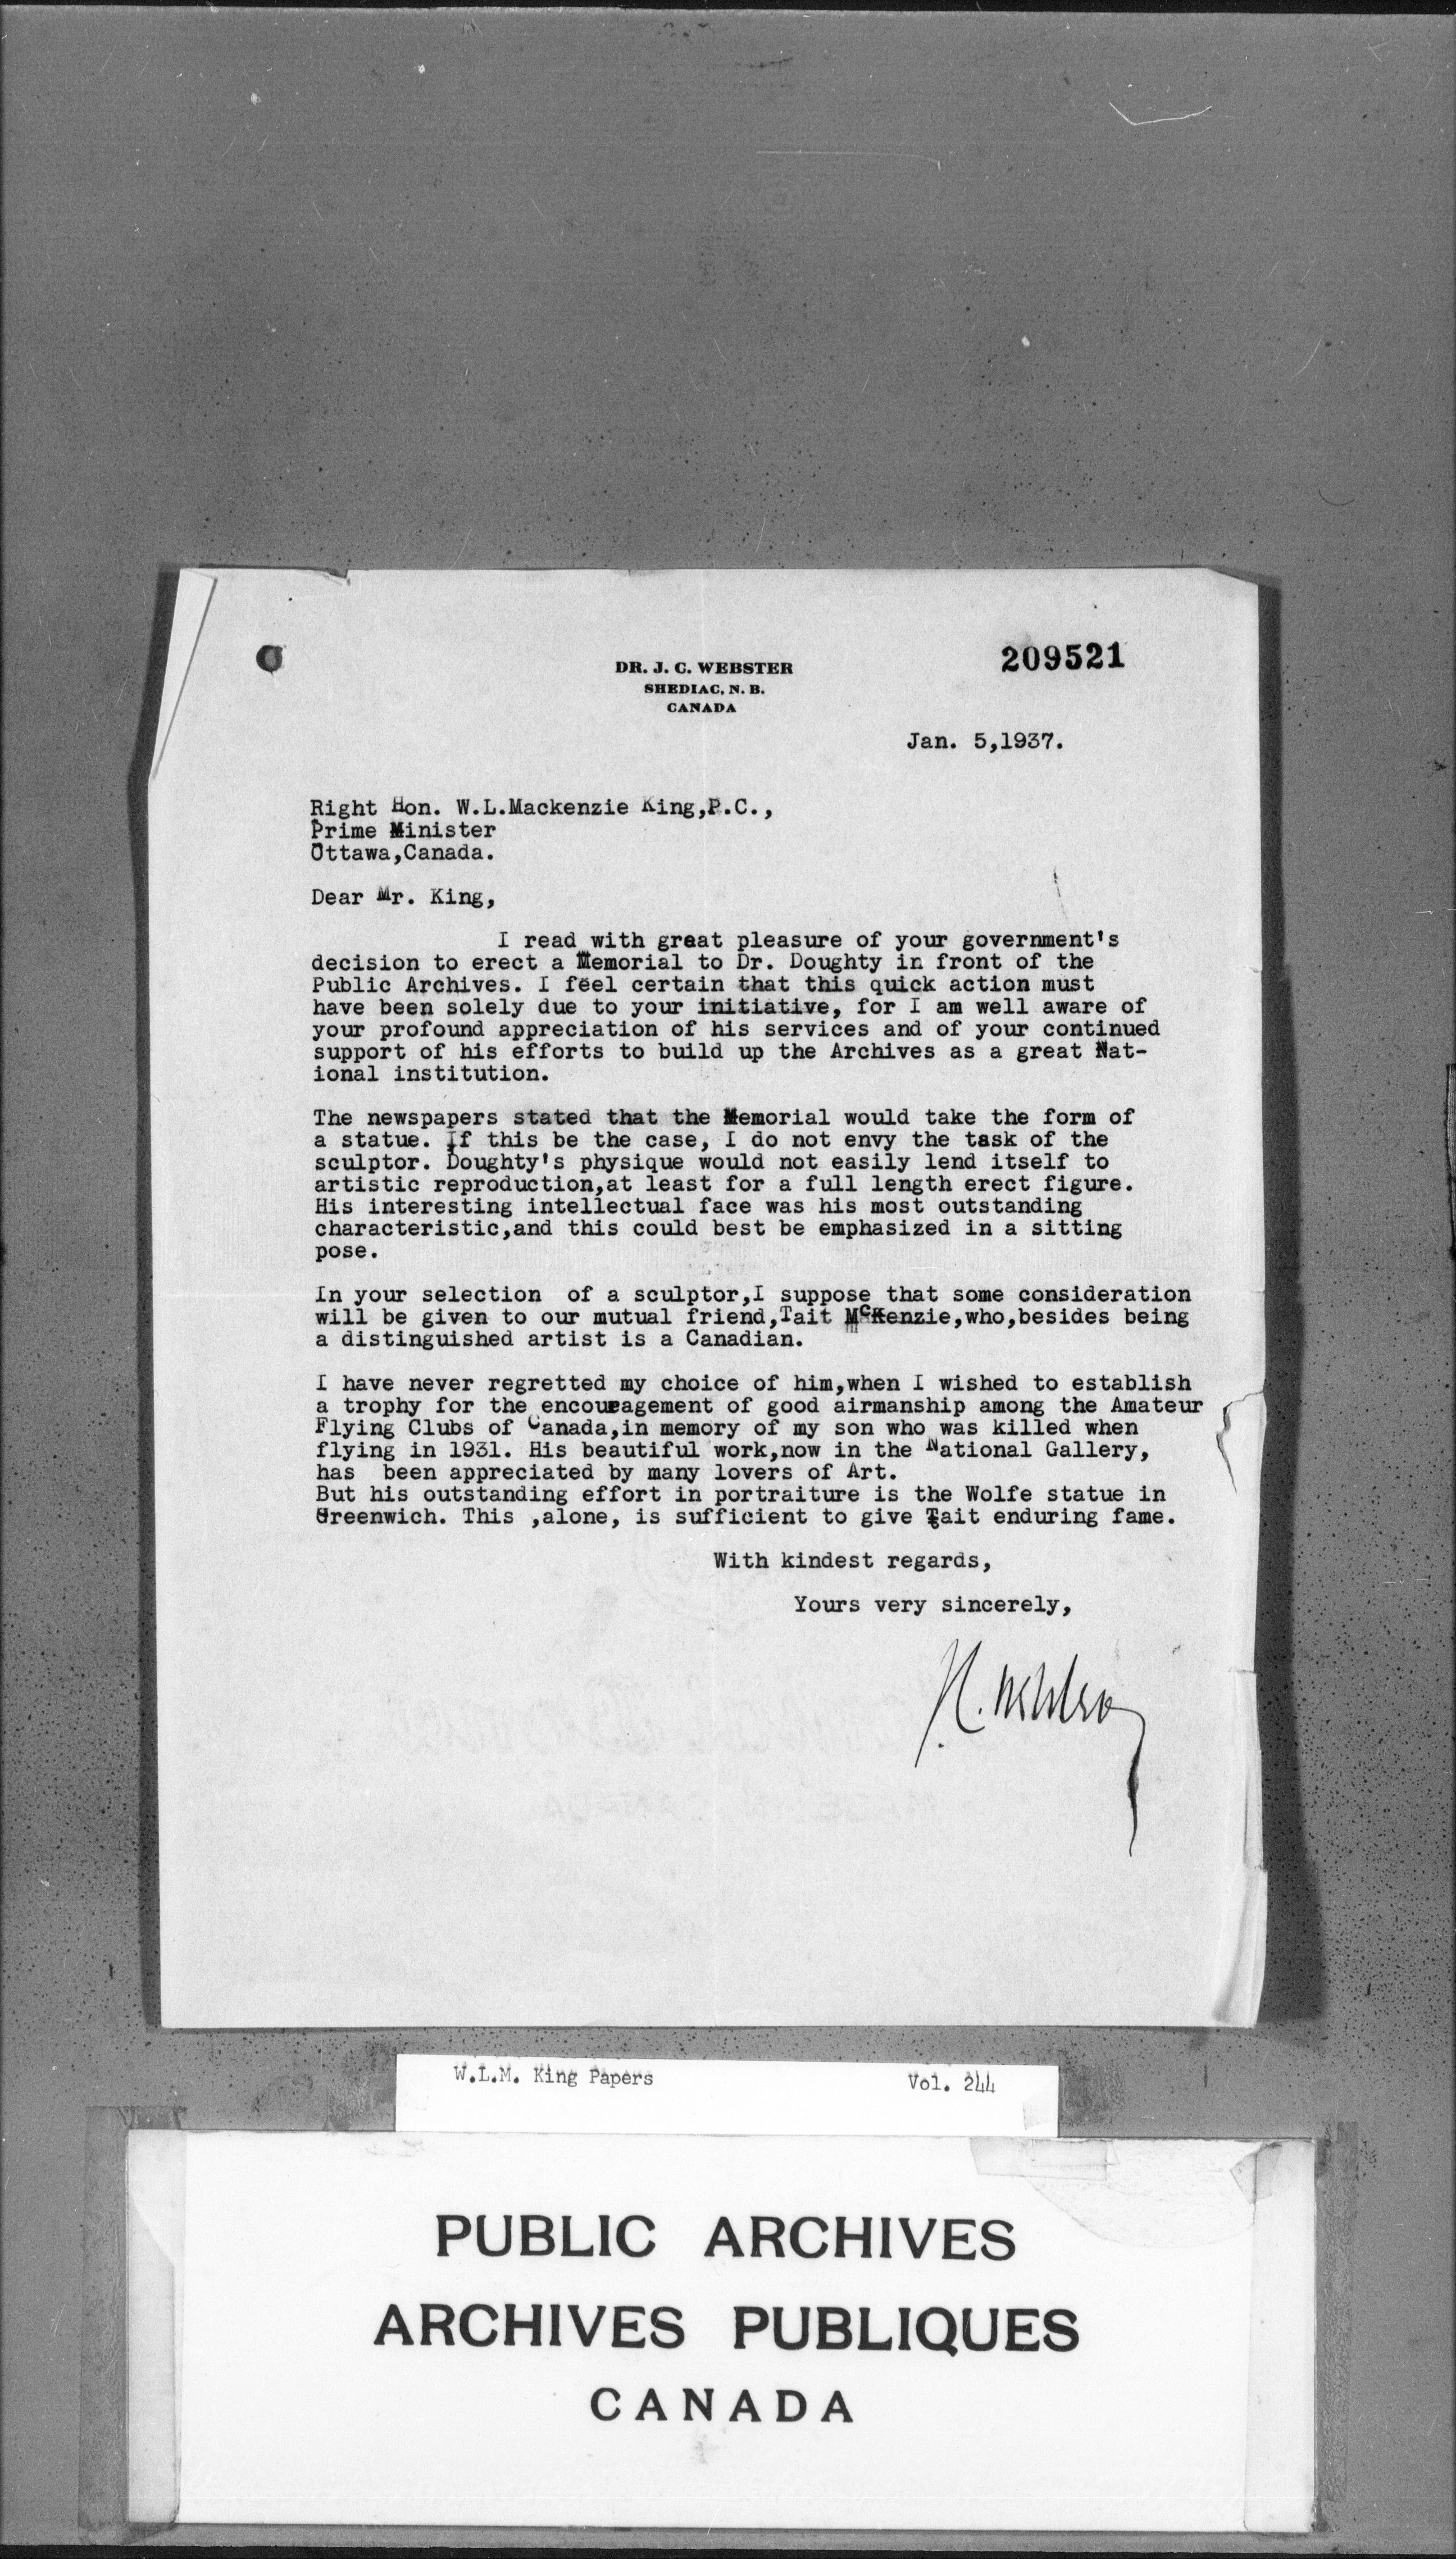 209521
DR. J. C. WEBSTER
SHEDIAC, N. B.
CANADA
Jan. 5,1937.
Right Hon. W.L.Mackenzie King,P.C.,
Prime Minister
Ottawa,Canada.
Dear Mr. King,
I read with great pleasure of your government's
decision to erect a Memorial to Dr. Doughty in front of the
Public Archives. I feel certain that this quick action must
have been solely due to your initiative, for I am well aware of
your profound appreciation of his services and of your continued
support of his efforts to build up the Archives as a great Nat-
ional institution.
The newspapers stated that the Memorial would take the form of
a statue. If this be the case, I do not envy the task of the
sculptor. Doughty's physique would not easily lend itself to
artistic reproduction,at least for a full length erect figure.
His interesting intellectual face was his most outstanding
characteristic,and this could best be emphasized in a sitting
pose.
In your selection of a sculptor,I suppose that some consideration
will be given to our mutual friend,Tait McKenzie,who,besides being
a distinguished artist is a Canadian.
I have never regretted my choice of him,when I wished to establish
a trophy for the encouragement of good airmanship among the Amateur
Flying Clubs of Canada,in memory of my son who was killed when
flying in 1931. His beautiful work,now in the National Gallery,
has been appreciated by many lovers of Art.
But his outstanding effort in portraiture is the Wolfe statue in
Greenwich. This ,alone, is sufficient to give Tait enduring fame.
With kindest regards,
Yours very sincerely,
J.C. Webster
W.L.M. King Papers Vol. 244
PUBLIC ARCHIVES
ARCHIVES PUBLIQUES
CANADA